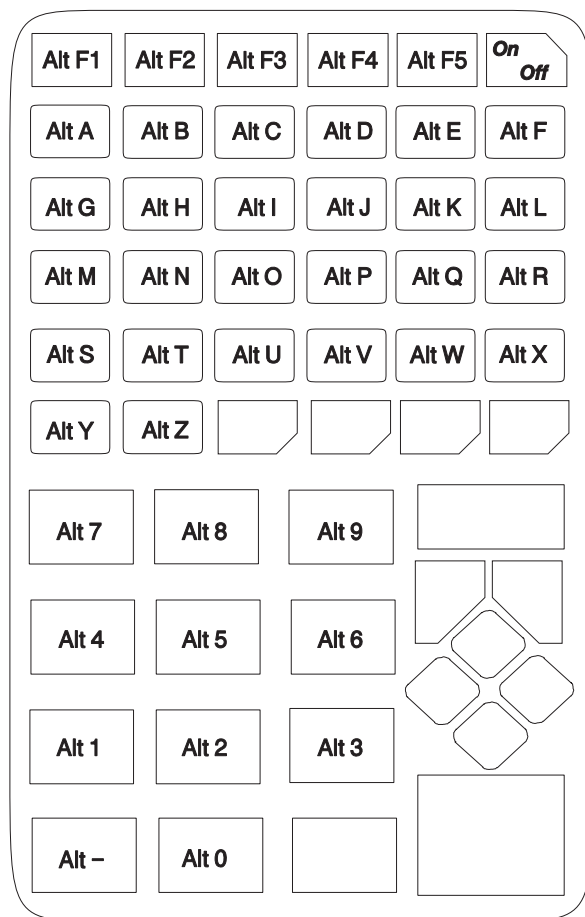 Alt F1 Alt F2 Alt F3 Alt F4 Alt F5 On
Off
Alt A Alt B Alt C Alt D Alt E Alt F
Alt G Alt H Alt I Alt J Alt K Alt L
Alt M Alt N Alt O Alt P Alt Q Alt R
Alt S Alt T Alt U Alt V Alt W Alt X
Alt Y Alt Z
Alt 7 Alt 8 Alt 9
Alt 4 Alt 5 Alt 6
Alt 1 Alt 2 Alt 3
Alt – Alt 0